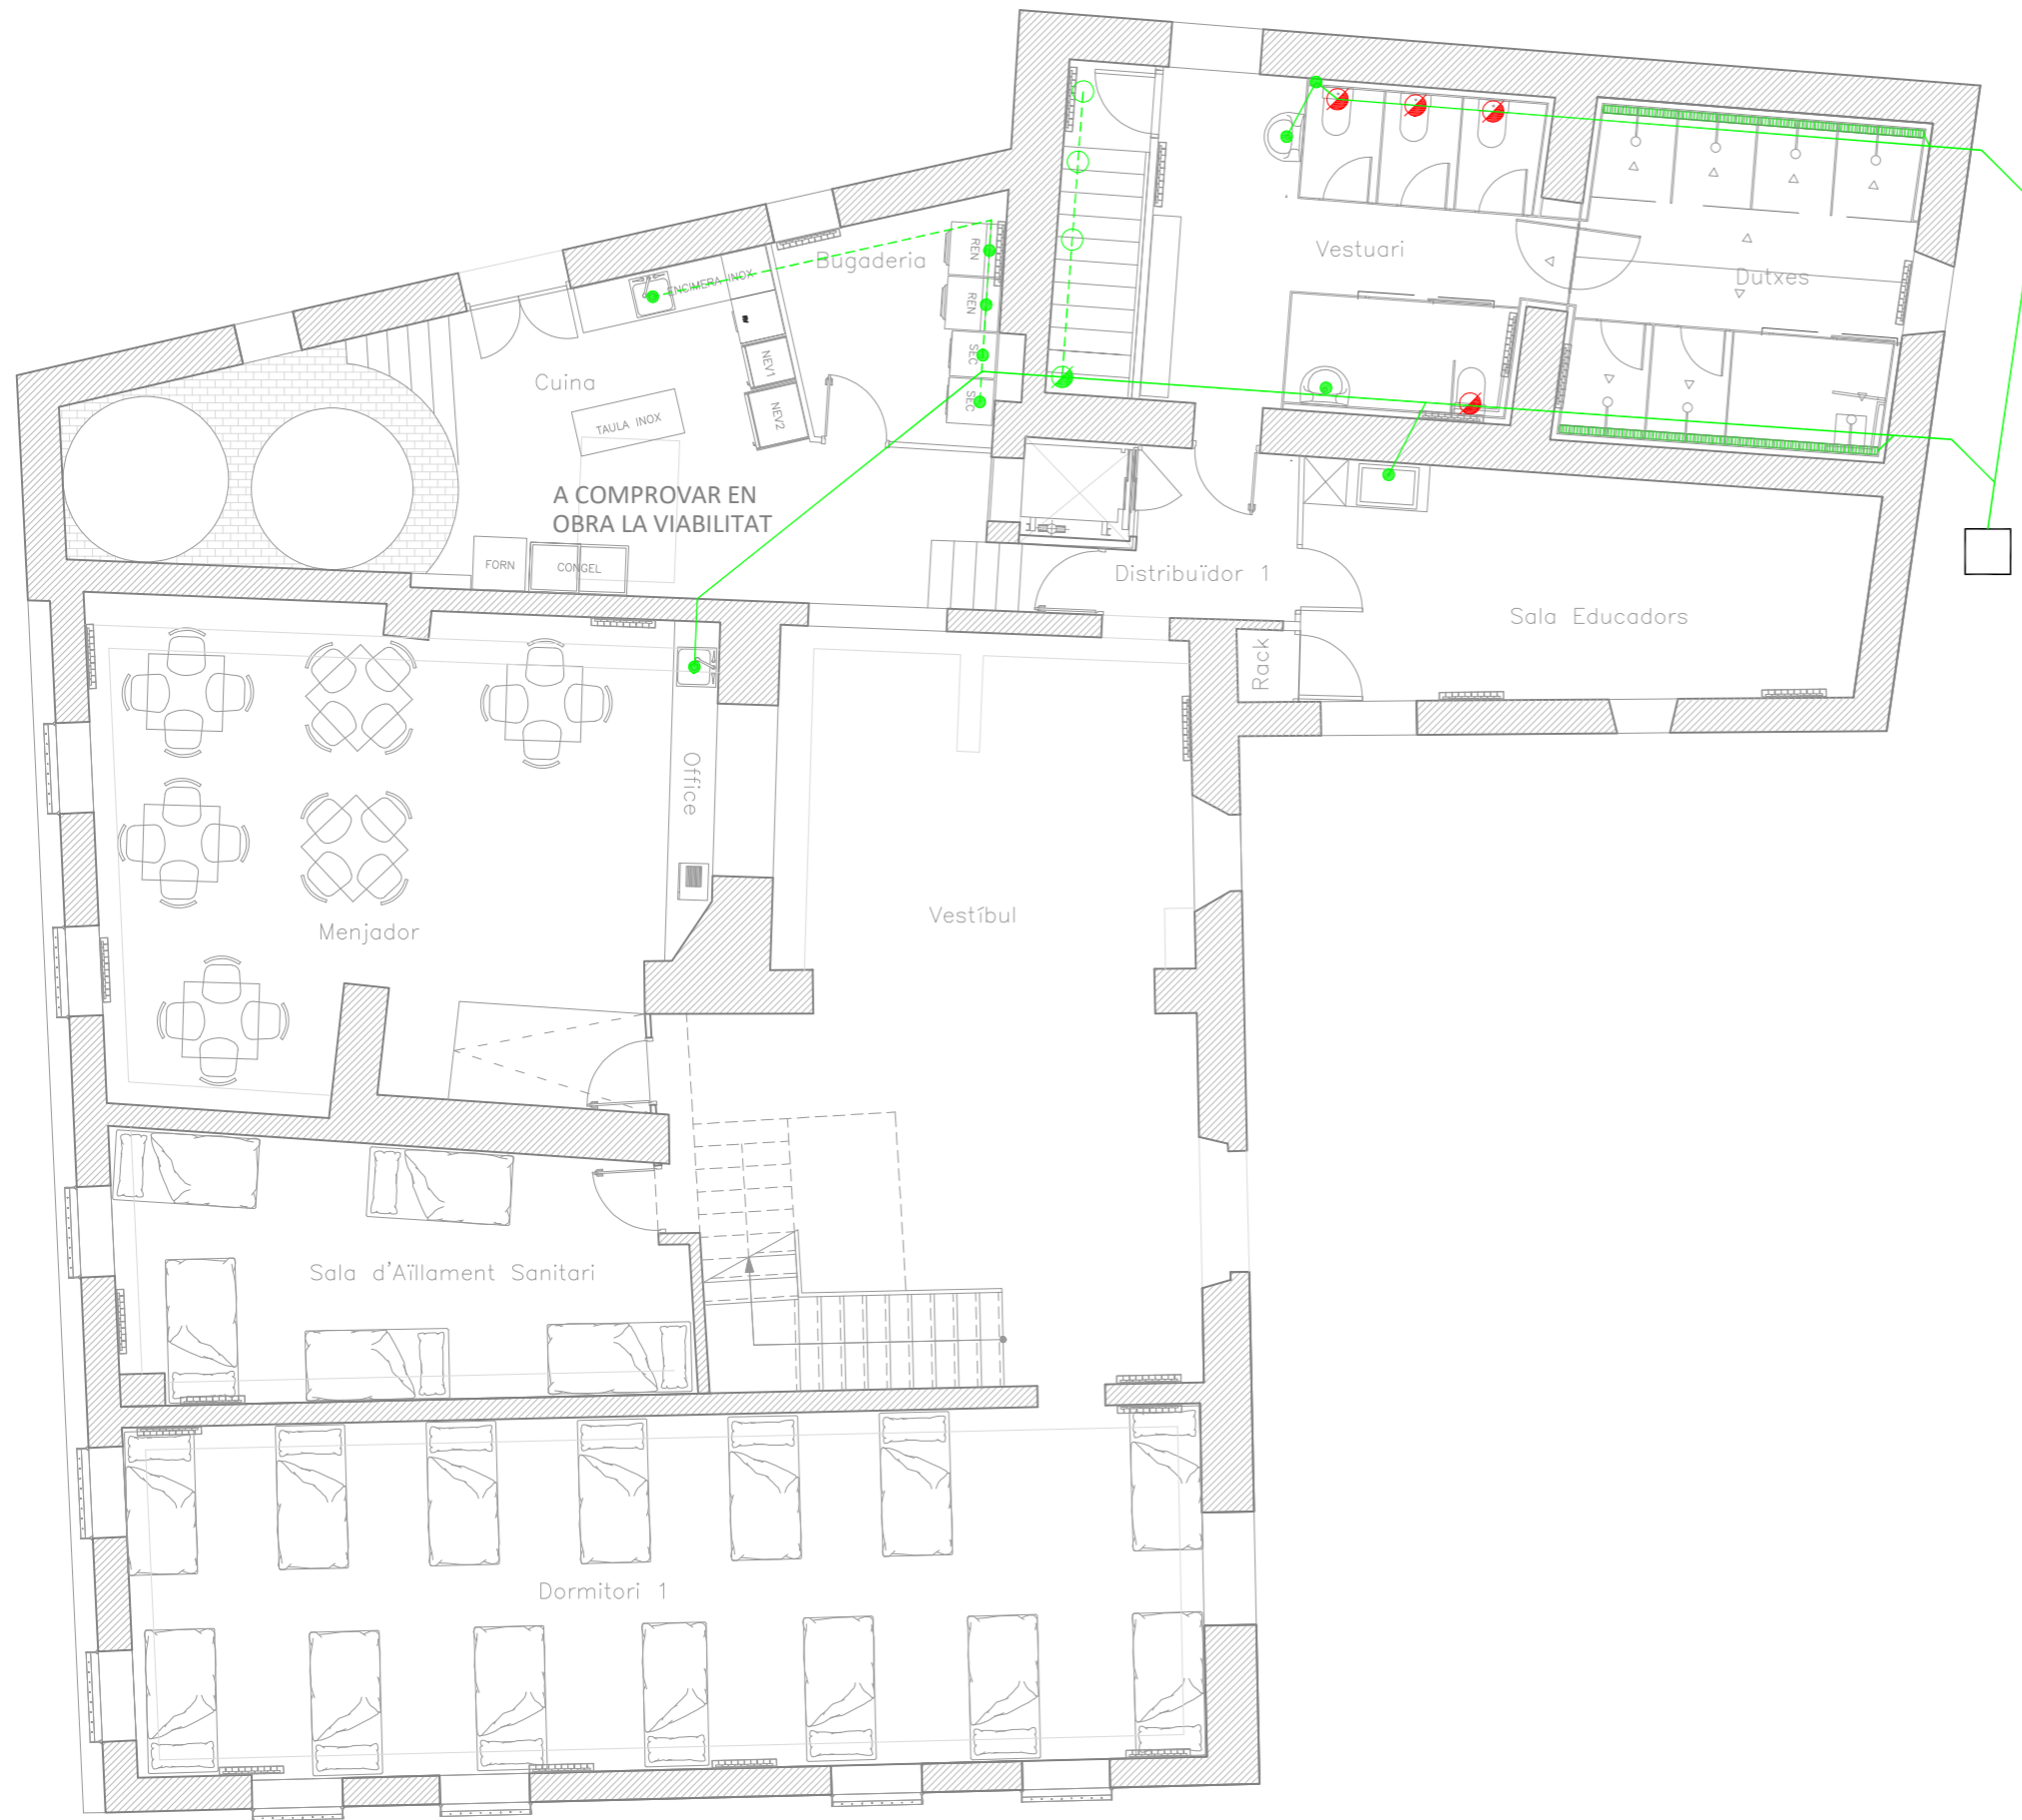 Vestuari
Bugaderia
REN
REN
SEC
SEC
Dutxes
ENCIMERA INOX
NEV1
NEV2
Cuina
TAULA INOX
A COMPROVAR EN
OBRA LA VIABILITAT
FORN
CONGEL
Distribuïdor 1
Sala Educadors
Rack
Office
Vestíbul
Menjador
Sala d'Aïllament Sanitari
Dormitori 1